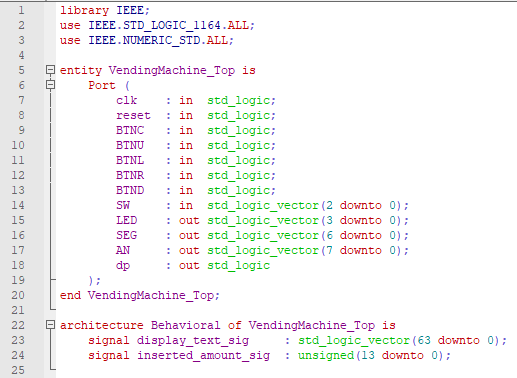 1 library IEEE;
2 use IEEE.STD_LOGIC_1164.ALL;
3 use IEEE.NUMERIC_STD.ALL;
4
5 entity VendingMachine_Top is
6     Port (
7         clk    : in  std_logic;
8         reset  : in  std_logic;
9         BTNC   : in  std_logic;
10         BTNU   : in  std_logic;
11         BTNL   : in  std_logic;
12         BTNR   : in  std_logic;
13         BTND   : in  std_logic;
14         SW     : in  std_logic_vector(2 downto 0);
15         LED    : out std_logic_vector(3 downto 0);
16         SEG    : out std_logic_vector(6 downto 0);
17         AN     : out std_logic_vector(7 downto 0);
18         dp     : out std_logic
19     );
20 end VendingMachine_Top;
21
22 architecture Behavioral of VendingMachine_Top is
23     signal display_text_sig     : std_logic_vector(63 downto 0);
24     signal inserted_amount_sig  : unsigned(13 downto 0);
25